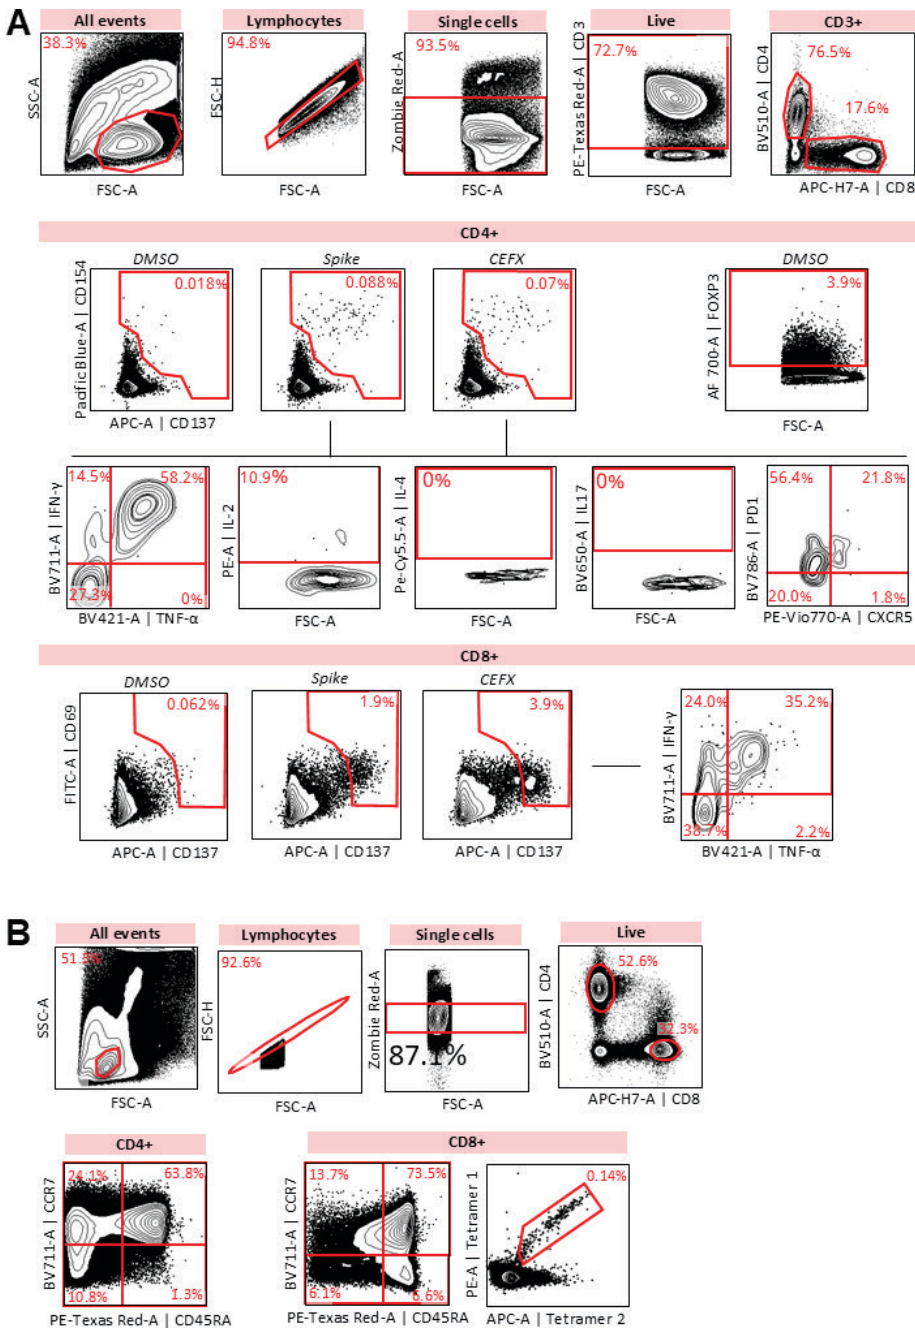 A
All events
Lymphocytes
Single cells
Live
CD3+
38.3%
94.8%
93.5%
72.7%
76.5%
17.6%
SSC-A
FSC-H
Zombie Red-A
PE-Texas Red-A | CD3
BV510-A | CD4
FSC-A
FSC-A
FSC-A
FSC-A
APC-H7-A | CD8
CD4+
DMSO
Spike
CEFX
DMSO
0.018%
0.088%
0.07%
3.9%
Pacific Blue-A | CD154
AF 700-A | FOXP3
APC-A | CD137
FSC-A
14.5%
58.2%
10.9%
0%
0%
56.4%
21.8%
BV711-A | IFN-γ
PE-A | IL-2
Pe-Cy5.5-A | IL-4
BV650-A | IL17
BV786-A | PD1
27.3%
0%
20.0%
1.8%
BV421-A | TNF-α
FSC-A
FSC-A
FSC-A
PE-Vio770-A | CXCR5
CD8+
DMSO
Spike
CEFX
0.062%
1.9%
3.9%
24.0%
35.2%
FITC-A | CD69
BV711-A | IFN-γ
38.7%
2.2%
APC-A | CD137
APC-A | CD137
APC-A | CD137
BV421-A | TNF-α
B
All events
Lymphocytes
Single cells
Live
92.6%
52.6%
32.3%
SSC-A
FSC-H
Zombie Red-A
87.1%
BV510-A | CD4
FSC-A
FSC-A
FSC-A
APC-H7-A | CD8
CD4+
CD8+
24.1%
63.8%
13.7%
73.5%
0.14%
BV711-A | CCR7
BV711-A | CCR7
PE-A | Tetramer 1
10.8%
1.3%
6.1%
6.6%
PE-Texas Red-A | CD45RA
PE-Texas Red-A | CD45RA
APC-A | Tetramer 2